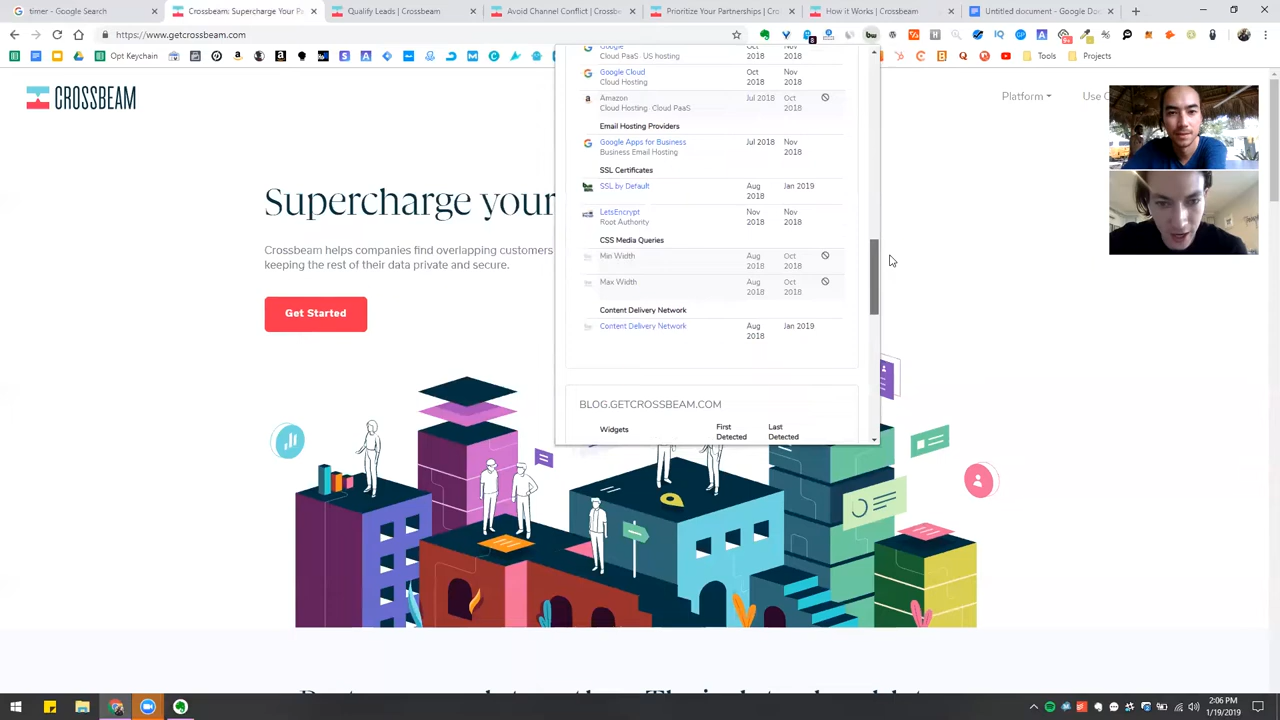 timer - Google Search
Crossbeam; Supercharge Your Pa
Qualify Leads | Crossbeam
Avoid Channel Conflict | Crossbe
Prioritize Your Partnerships | Cro
How it Works | Crossbeam
Untitled document - Google Do
https://www.getcrossbeam.com
Opt Keychain
Tools
Projects
CROSSBEAM
Platform
Use C
Supercharge your
Crossbeam helps companies find overlapping customers
keeping the rest of their data private and secure.
Get Started
Google
Oct
Nov
Cloud PaaS · US hosting
2018
2018
Google Cloud
Oct
Nov
Cloud Hosting
2018
2018
Amazon
Jul 2018
Oct
Cloud Hosting · Cloud PaaS
2018
Email Hosting Providers
Google Apps for Business
Jul 2018
Nov
Business Email Hosting
2018
SSL Certificates
SSL by Default
Aug
Jan 2019
2018
LetsEncrypt
Nov
Nov
Root Authority
2018
2018
CSS Media Queries
Min Width
Aug
Oct
2018
2018
Max Width
Aug
Oct
2018
2018
Content Delivery Network
Content Delivery Network
Aug
Jan 2019
2018
BLOG.GETCROSSBEAM.COM
Widgets
First
Last
Detected
Detected
2:06 PM
1/19/2019